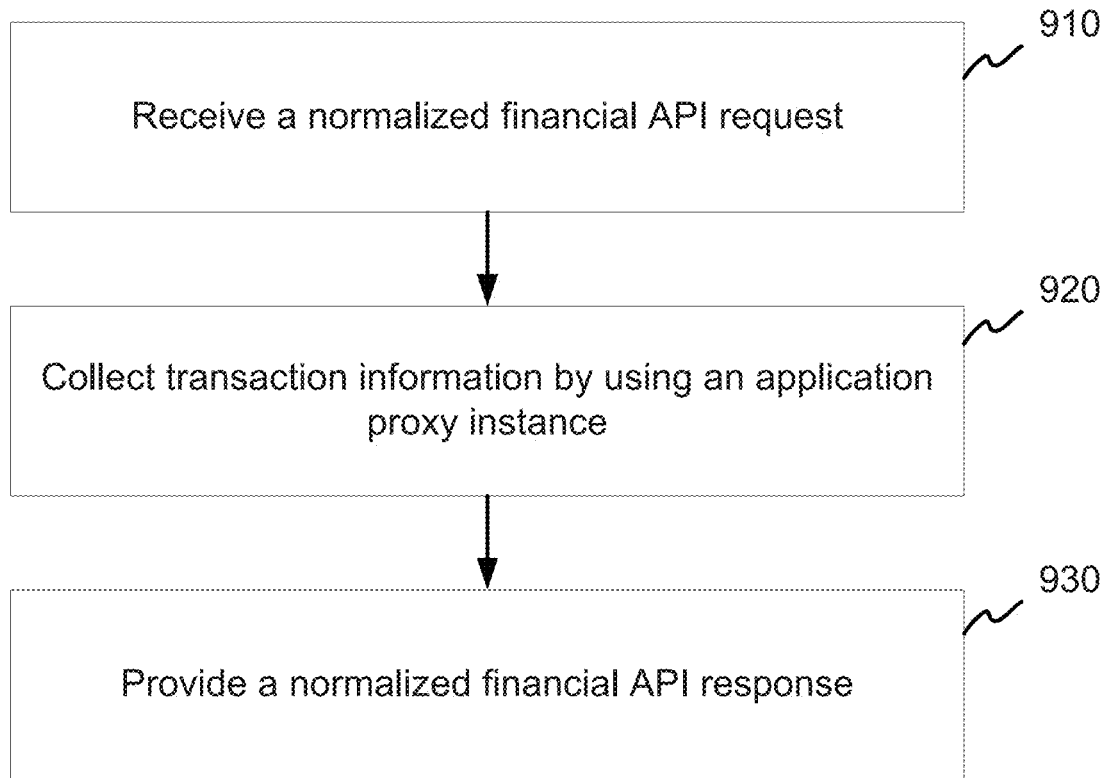 910
Receive a normalized financial API request
920
Collect transaction information by using an application
proxy instance
930
Provide a normalized financial API response